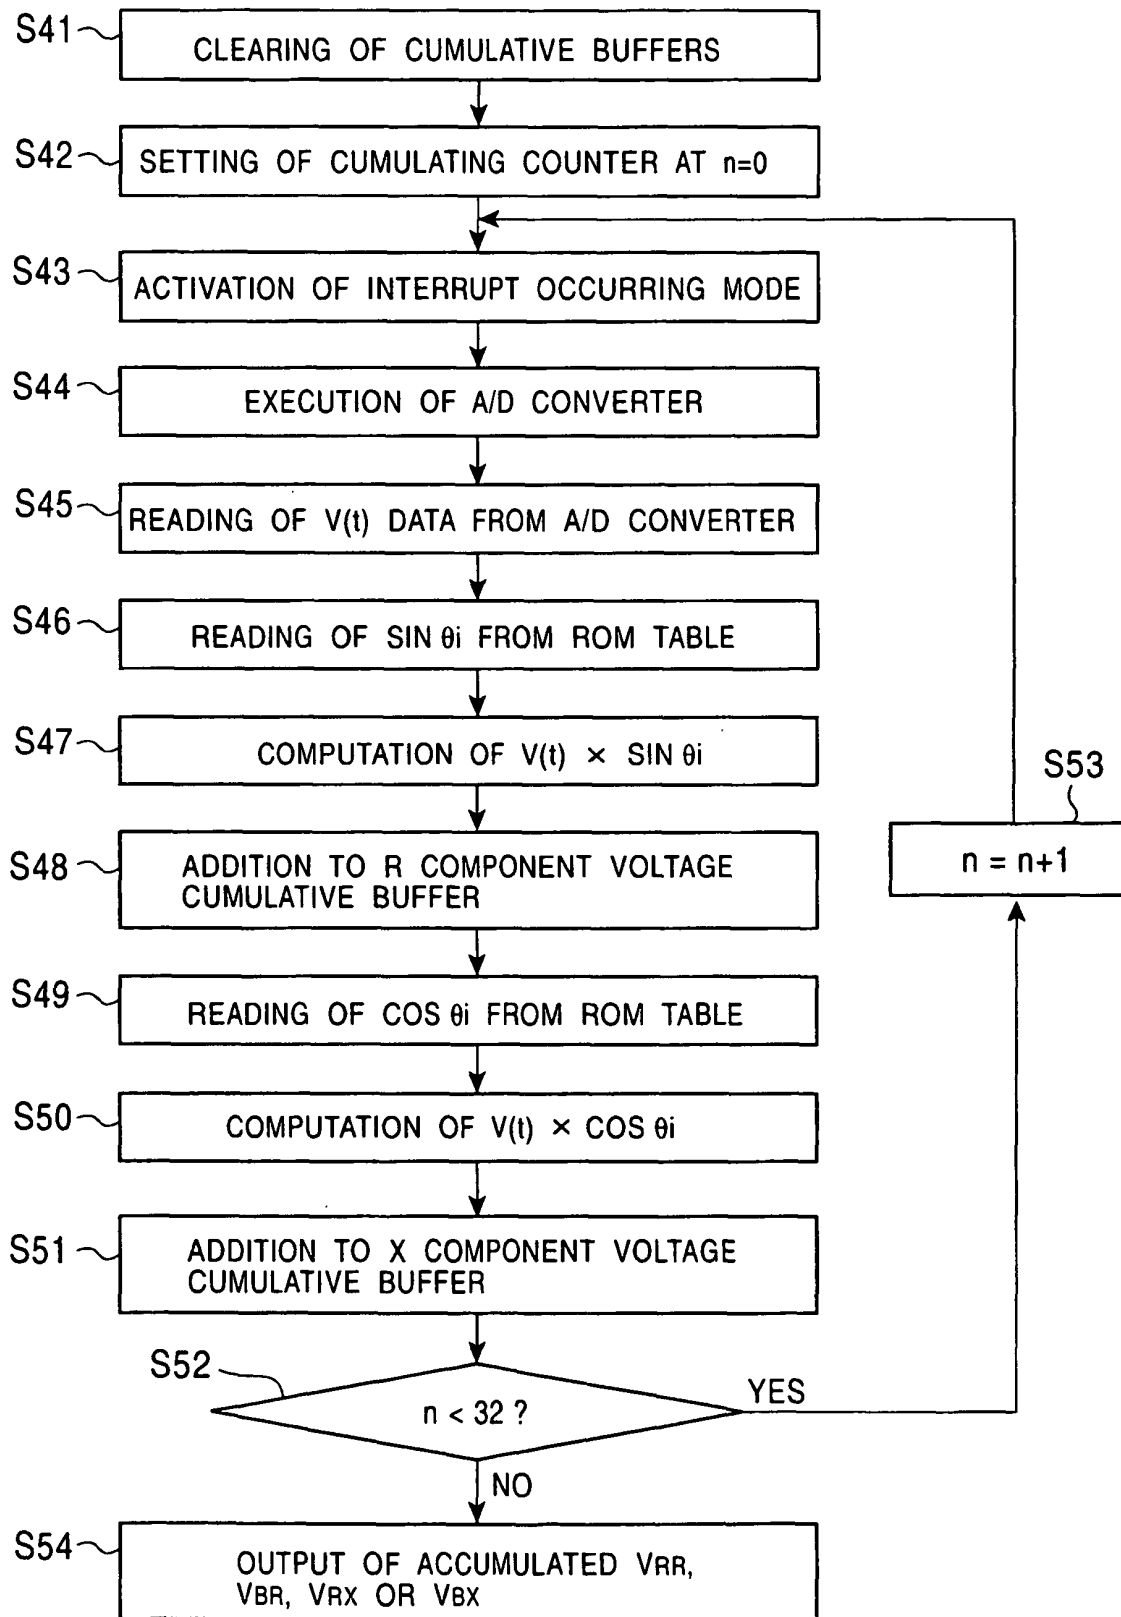 S41
CLEARING OF CUMULATIVE BUFFERS
S42
SETTING OF CUMULATING COUNTER AT n=0
S43
ACTIVATION OF INTERRUPT OCCURRING MODE
S44
EXECUTION OF A/D CONVERTER
S45
READING OF V(t) DATA FROM A/D CONVERTER
S46
READING OF SIN θi FROM ROM TABLE
S47
COMPUTATION OF V(t) × SIN θi
S48
ADDITION TO R COMPONENT VOLTAGE
CUMULATIVE BUFFER
S49
READING OF COS θi FROM ROM TABLE
S50
COMPUTATION OF V(t) × COS θi
S51
ADDITION TO X COMPONENT VOLTAGE
CUMULATIVE BUFFER
S52
n < 32 ?
YES
S53
n = n+1
NO
S54
OUTPUT OF ACCUMULATED VRR,
VBR, VRX OR VBX